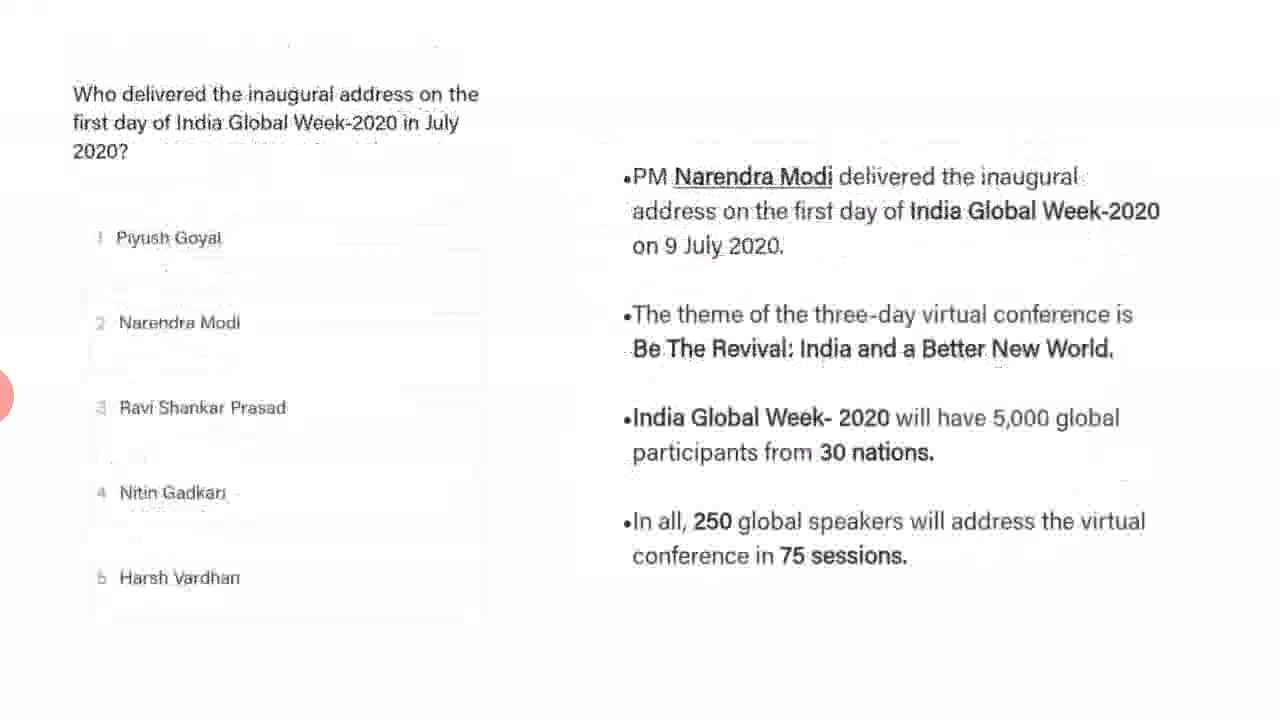 Who delivered the inaugural address on the
first day of India Global Week-2020 in July
2020?
1 Piyush Goyal
2 Narendra Modi
3 Ravi Shankar Prasad
4 Nitin Gadkari
5 Harsh Vardhan
•PM Narendra Modi delivered the inaugural
address on the first day of India Global Week-2020
on 9 July 2020.
•The theme of the three-day virtual conference is
Be The Revival: India and a Better New World.
•India Global Week- 2020 will have 5,000 global
participants from 30 nations.
•In all, 250 global speakers will address the virtual
conference in 75 sessions.